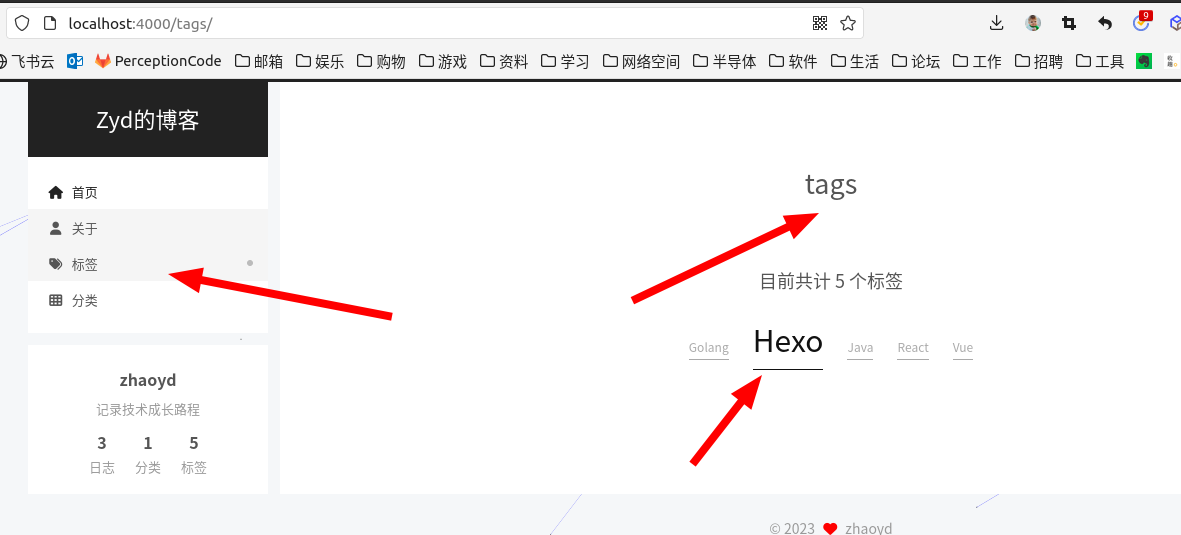 localhost:4000/tags/
9
飞书云 PerceptionCode 邮箱 娱乐 购物 游戏 资料 学习 网络空间 半导体 软件 生活 论坛 工作 招聘 工具
Zyd的博客
首页
关于
标签
分类
zhaoyd
记录技术成长路程
3 1 5
日志 分类 标签
tags
目前共计 5 个标签
Golang Hexo Java React Vue
© 2023 zhaoyd